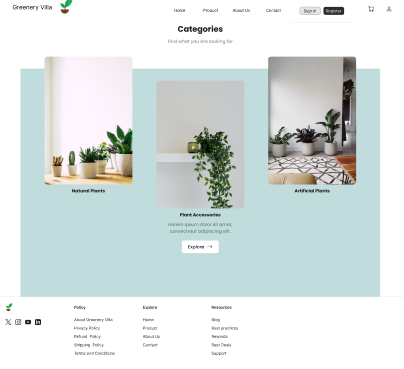 Greenery Villa
Home Product About Us Contact Sign In Register
Categories
Find what you are looking for
Natural Plants
Artificial Plants
Plant Accessories
Lorem ipsum dolor sit amet,
consectetur adipiscing elit.
Explore →
Policy
About Greenery Villa
Privacy Policy
Refund Policy
Shipping Policy
Terms and Conditions
Explore
Home
Product
About Us
Contact
Resources
Blog
Best practices
Rewards
Best Deals
Support